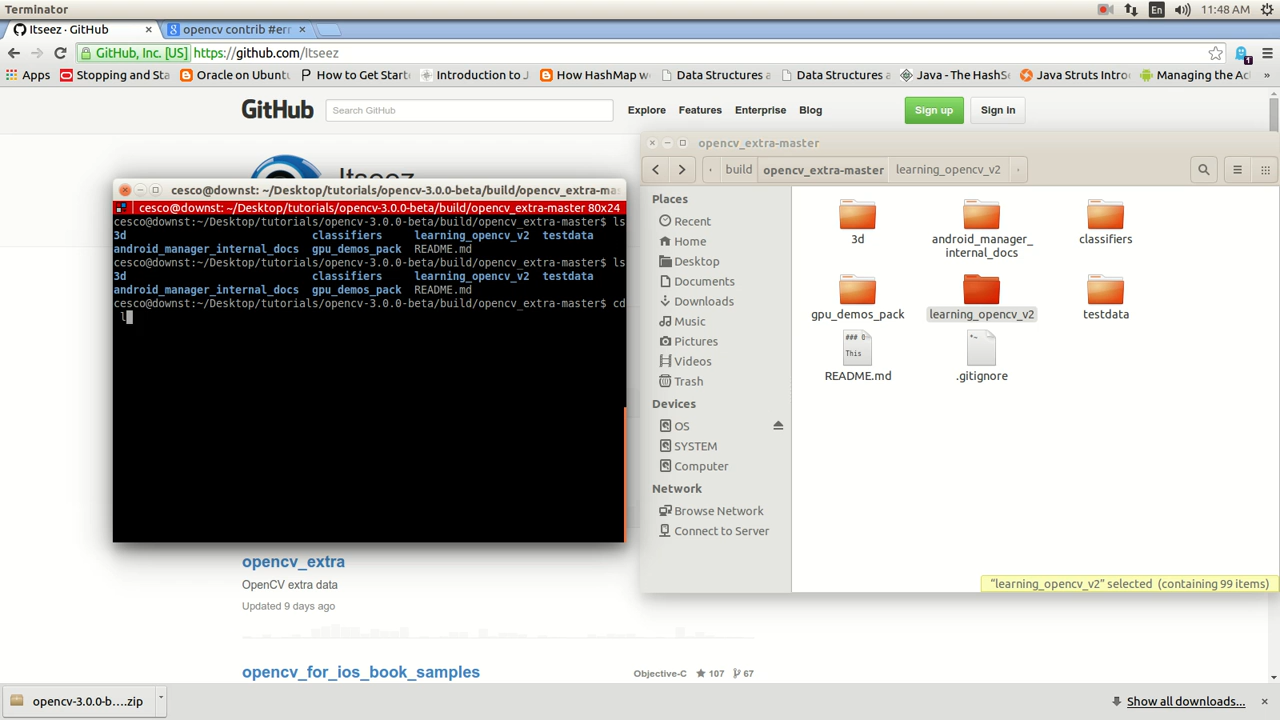 Terminator
En
11:48 AM
Itseez · GitHub
opencv contrib #err
GitHub, Inc. [US]
https://github.com/Itseez
Apps
Stopping and Sta
Oracle on Ubuntu
How to Get Starte
Introduction to J
How HashMap w
Data Structures a
Data Structures a
Java - The HashSe
Java Struts Intro
Managing the Act
»
GitHub
Search GitHub
Explore
Features
Enterprise
Blog
Sign up
Sign in
Itseez
opencv_extra
OpenCV extra data
Updated 9 days ago
opencv_for_ios_book_samples
Objective-C
107
67
cesco@downst: ~/Desktop/tutorials/opencv-3.0.0-beta/build/opencv_extra-ma
cesco@downst: ~/Desktop/tutorials/opencv-3.0.0-beta/build/opencv_extra-master 80x24
cesco@downst:~/Desktop/tutorials/opencv-3.0.0-beta/build/opencv_extra-master$ ls
3d classifiers learning_opencv_v2 testdata
android_manager_internal_docs gpu_demos_pack README.md
cesco@downst:~/Desktop/tutorials/opencv-3.0.0-beta/build/opencv_extra-master$ ls
3d classifiers learning_opencv_v2 testdata
android_manager_internal_docs gpu_demos_pack README.md
cesco@downst:~/Desktop/tutorials/opencv-3.0.0-beta/build/opencv_extra-master$ cd
l
opencv_extra-master
build
opencv_extra-master
learning_opencv_v2
Places
Recent
Home
Desktop
Documents
Downloads
Music
Pictures
Videos
Trash
Devices
OS
SYSTEM
Computer
Network
Browse Network
Connect to Server
3d
android_manager_
internal_docs
classifiers
gpu_demos_pack
learning_opencv_v2
testdata
### O
This
README.md
*~
.gitignore
"learning_opencv_v2" selected (containing 99 items)
opencv-3.0.0-b....zip
Show all downloads...